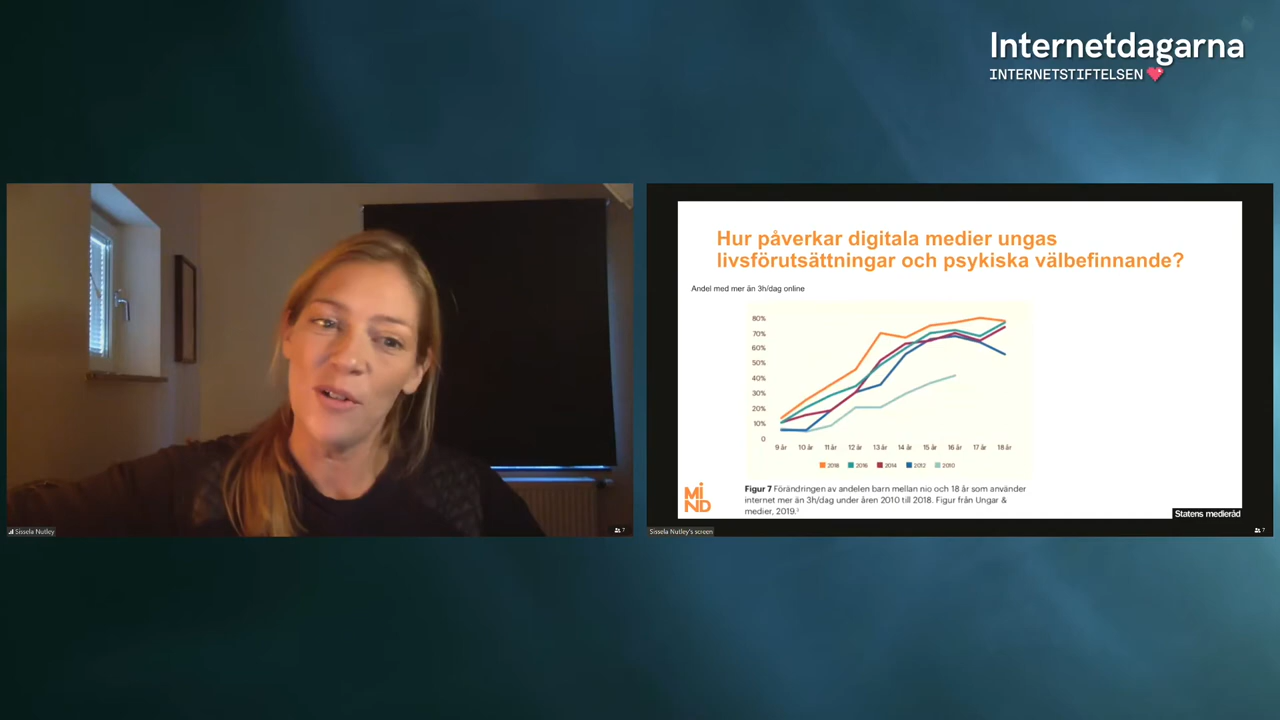 Internetdagarna
INTERNETSTIFTELSEN
Hur påverkar digitala medier ungas
livsförutsättningar och psykiska välbefinnande?
Andel med mer än 3h/dag online
80%
70%
60%
50%
40%
30%
20%
10%
0
9 år 10 år 11 år 12 år 13 år 14 år 15 år 16 år 17 år 18 år
2018 2016 2014 2012 2010
Figur 7 Förändringen av andelen barn mellan nio och 18 år som använder
internet mer än 3h/dag under åren 2010 till 2018. Figur från Ungar &
medier, 2019.³
MIND
Statens medieråd
Sissela Nutley
7
Sissela Nutley's screen
7